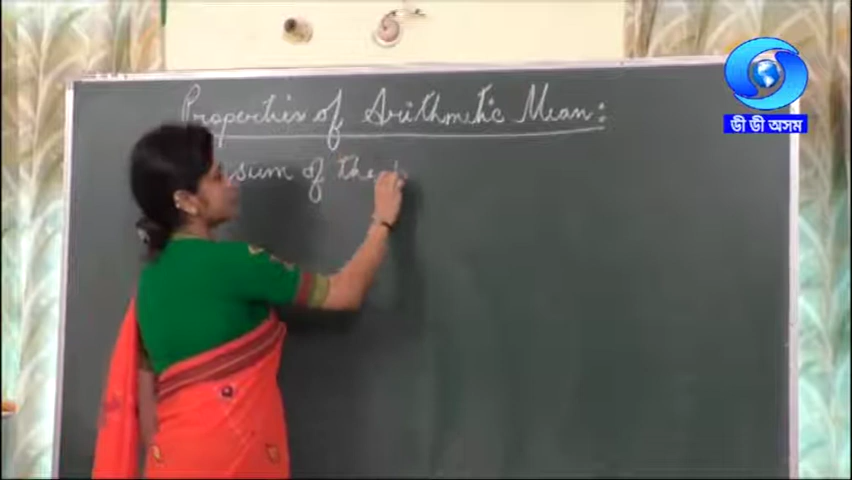 Properties of Arithmetic Mean:
sum of the
ডী ডী অসম